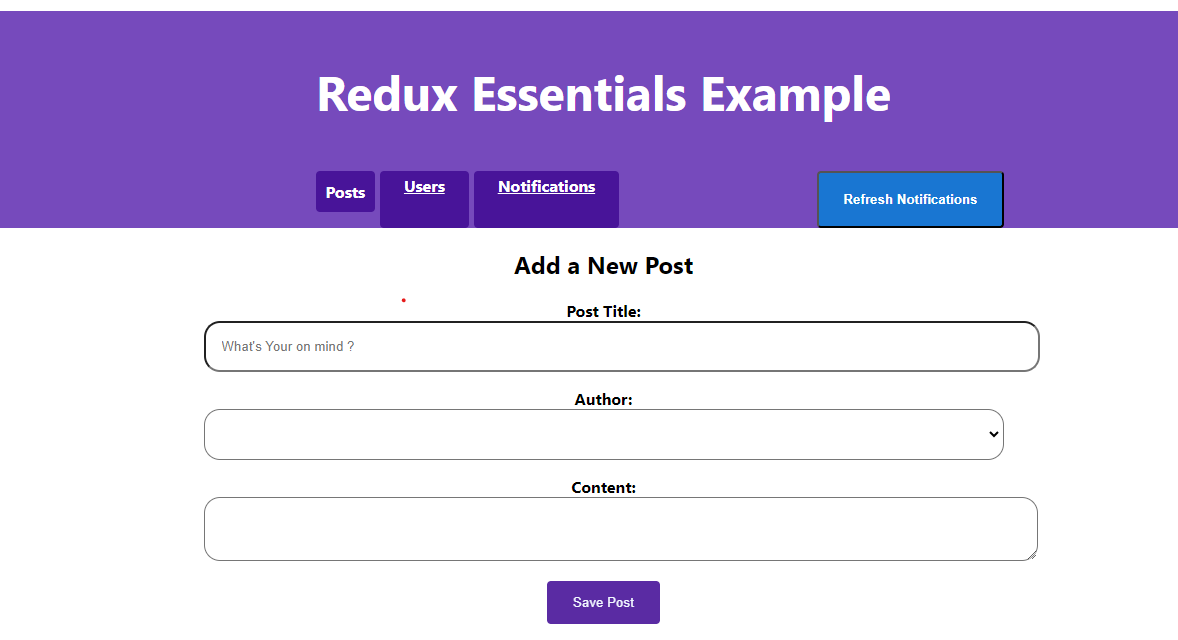 Redux Essentials Example
Posts Users Notifications Refresh Notifications
Add a New Post
Post Title:
What's Your on mind ?
Author:
Content:
Save Post